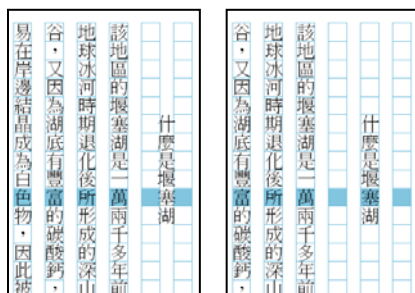 什麼是堰塞湖
該地區的堰塞湖是一萬兩千多年前
地球冰河時期退化後所形成的深山
谷，又因為湖底有豐富的碳酸鈣，
易在岸邊結晶成為白色物，因此被
什麼是堰塞湖
該地區的堰塞湖是一萬兩千多年前
地球冰河時期退化後所形成的深山
谷，又因為湖底有豐富的碳酸鈣，